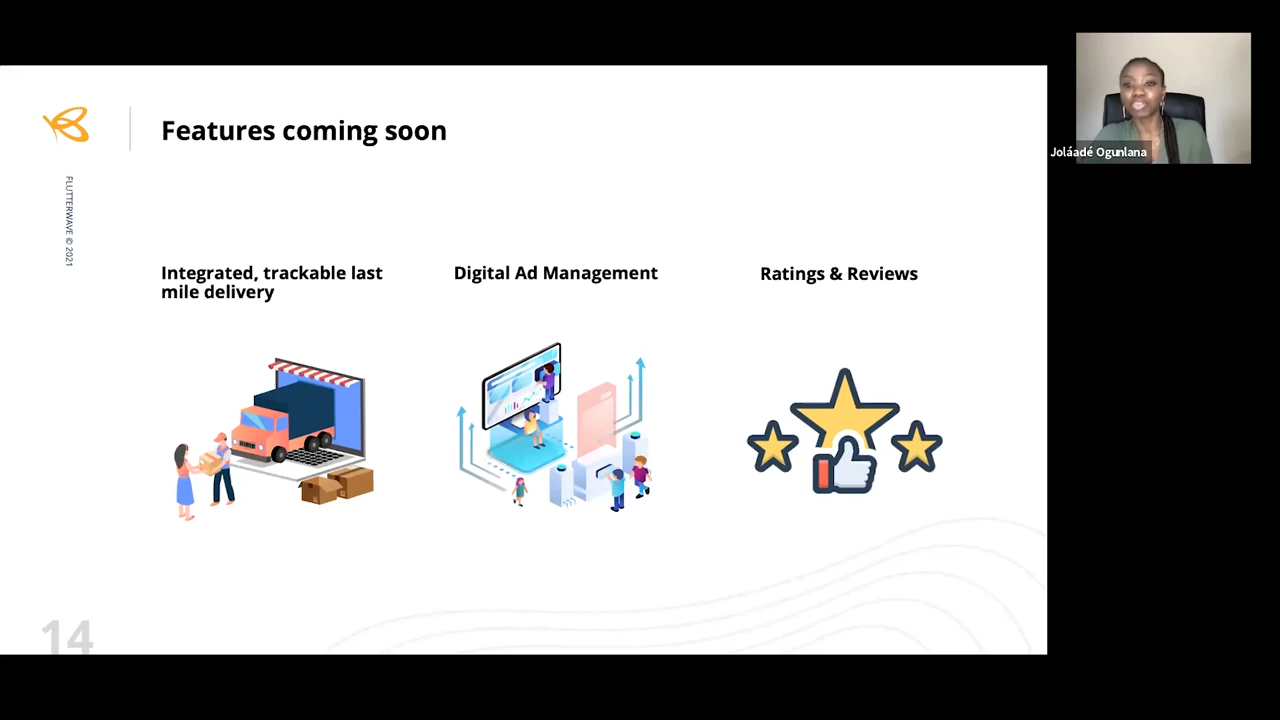 Features coming soon
FLUTTERWAVE © 2021
Integrated, trackable last
mile delivery
Digital Ad Management
Ratings & Reviews
14
Joláadé Ogunlana